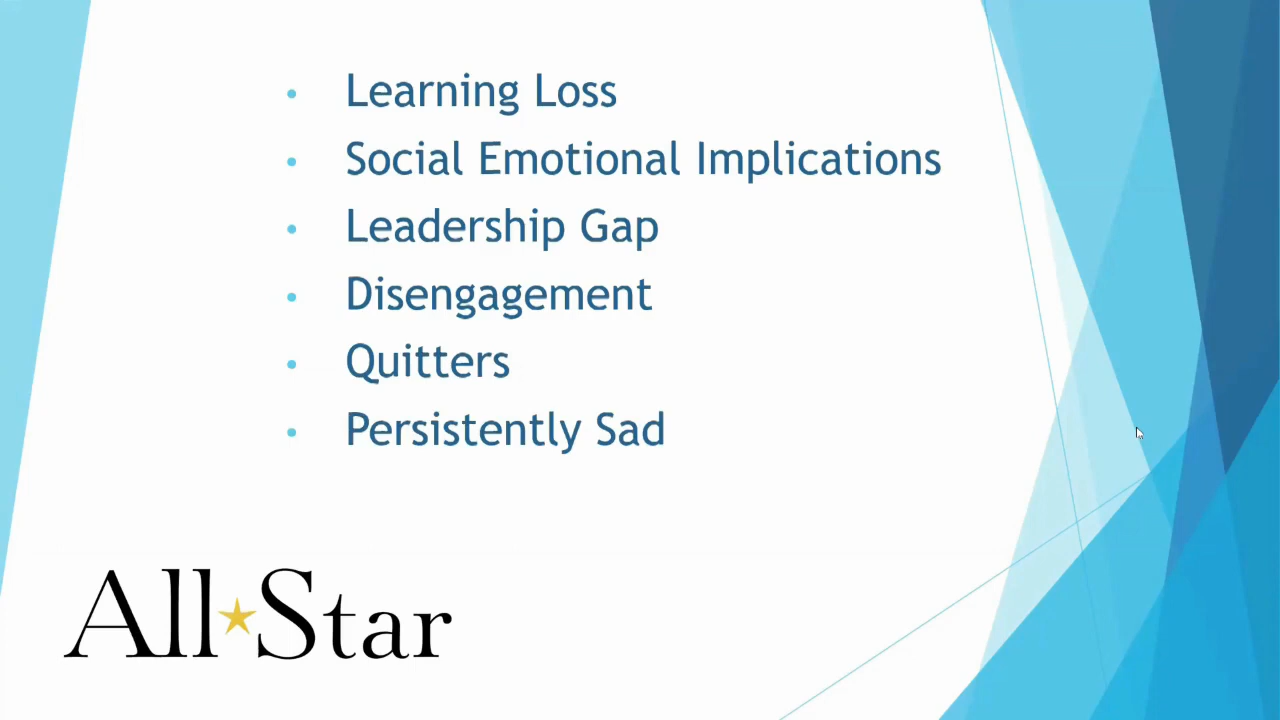 • Learning Loss
• Social Emotional Implications
• Leadership Gap
• Disengagement
• Quitters
• Persistently Sad
All★Star